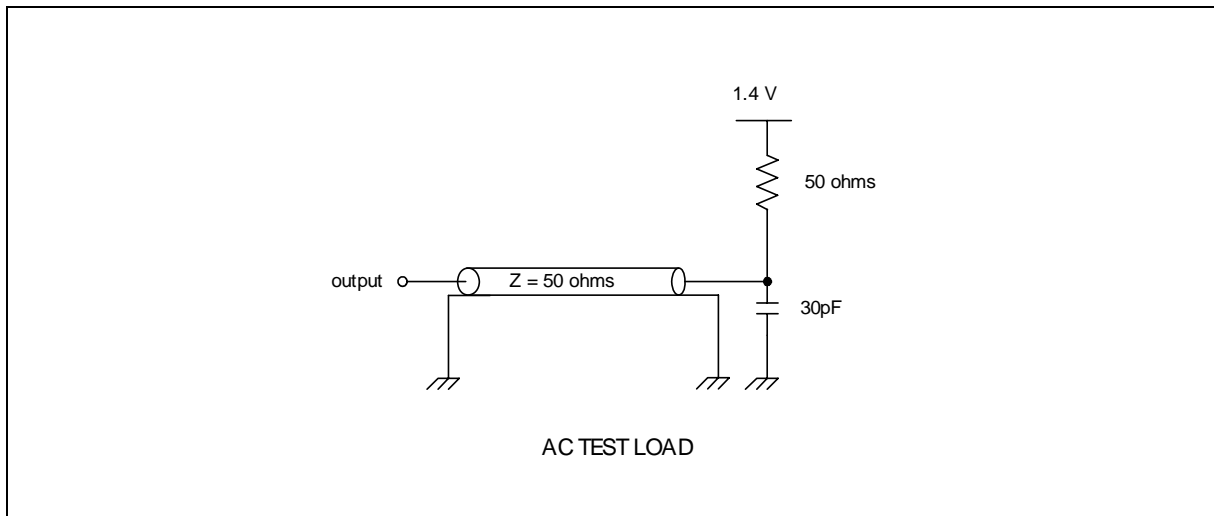 1.4 V
50 ohms
output
Z = 50 ohms
30pF
AC TEST LOAD